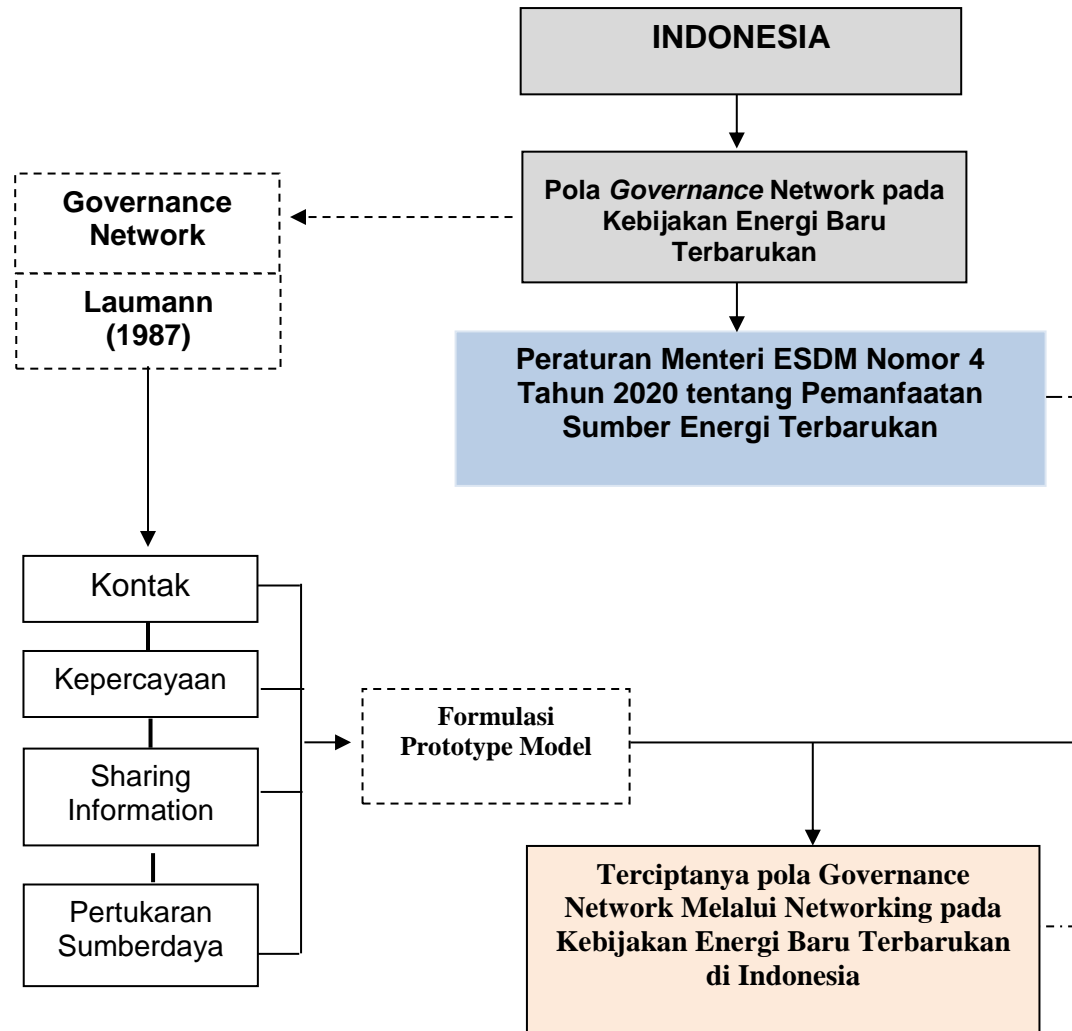 INDONESIA
Pola Governance Network pada
Kebijakan Energi Baru
Terbarukan
Governance
Network
Laumann
(1987)
Peraturan Menteri ESDM Nomor 4
Tahun 2020 tentang Pemanfaatan
Sumber Energi Terbarukan
Kontak
Kepercayaan
Sharing
Information
Pertukaran
Sumberdaya
Formulasi
Prototype Model
Terciptanya pola Governance
Network Melalui Networking pada
Kebijakan Energi Baru Terbarukan
di Indonesia